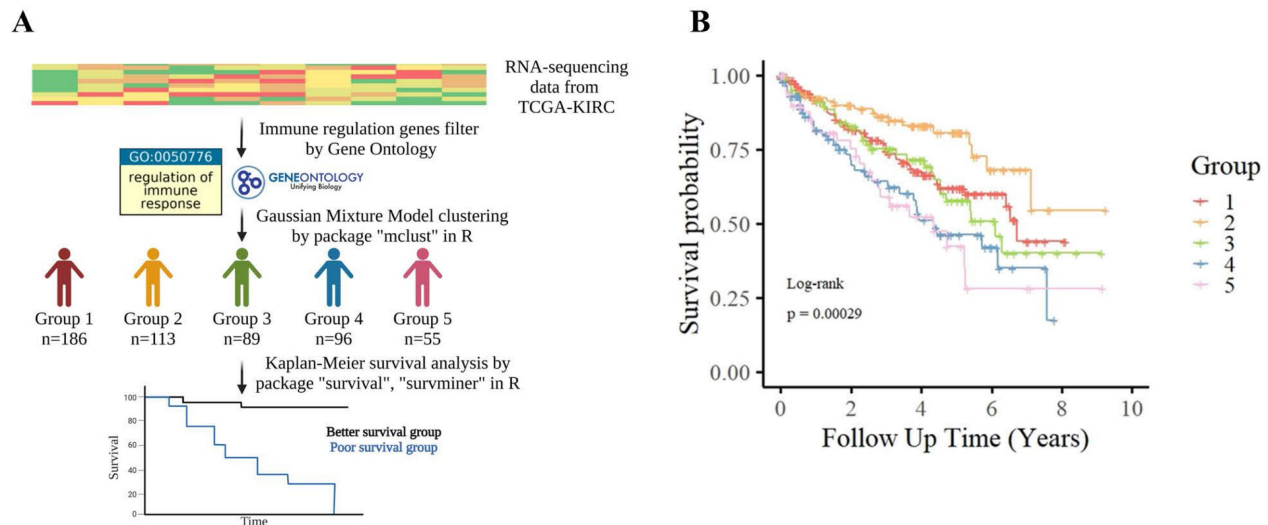 A
RNA-sequencing
data from
TCGA-KIRC
Immune regulation genes filter
by Gene Ontology
GO:0050776
regulation of
immune
response
GENEONTOLOGY
Unifying Biology
Gaussian Mixture Model clustering
by package "mclust" in R
Group 1
n=186
Group 2
n=113
Group 3
n=89
Group 4
n=96
Group 5
n=55
Kaplan-Meier survival analysis by
package "survival", "survminer" in R
100
80
60
40
20
0
Survival
Time
Better survival group
Poor survival group
B
Survival probability
1.00
0.75
0.50
0.25
0.00
Log-rank
p = 0.00029
0 2 4 6 8 10
Follow Up Time (Years)
Group
1
2
3
4
5